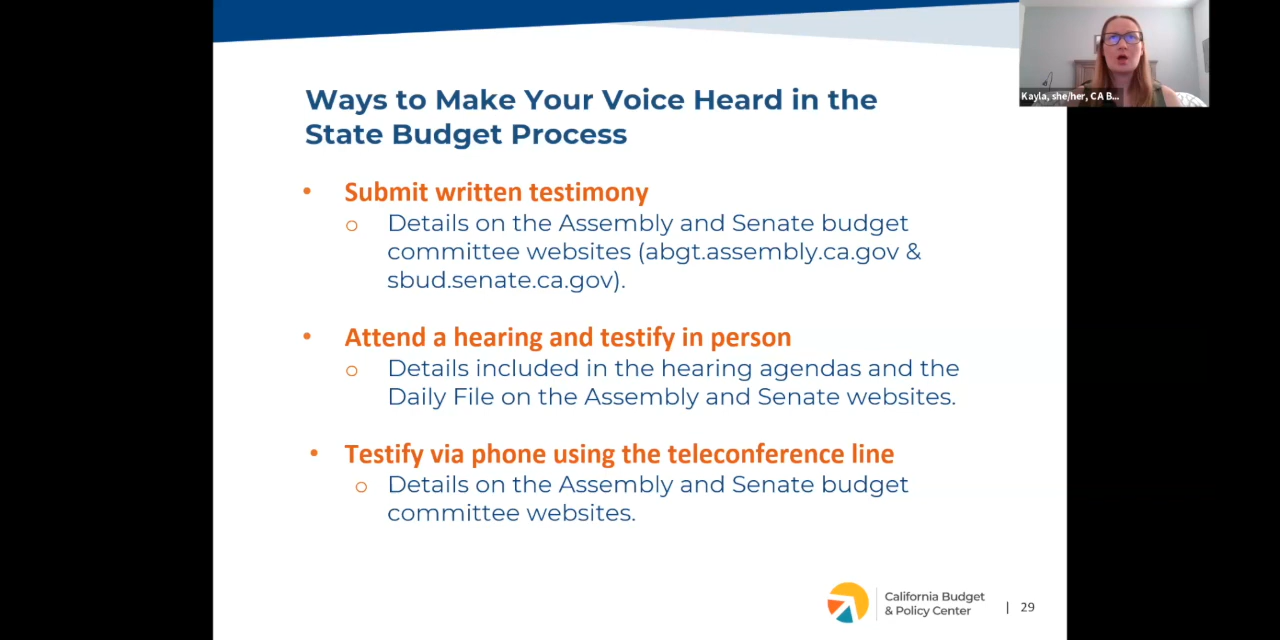 Ways to Make Your Voice Heard in the
State Budget Process
• Submit written testimony
o Details on the Assembly and Senate budget
committee websites (abgt.assembly.ca.gov &
sbud.senate.ca.gov).
• Attend a hearing and testify in person
o Details included in the hearing agendas and the
Daily File on the Assembly and Senate websites.
• Testify via phone using the teleconference line
o Details on the Assembly and Senate budget
committee websites.
Kayla, she/her, CA B...
California Budget
& Policy Center
| 29